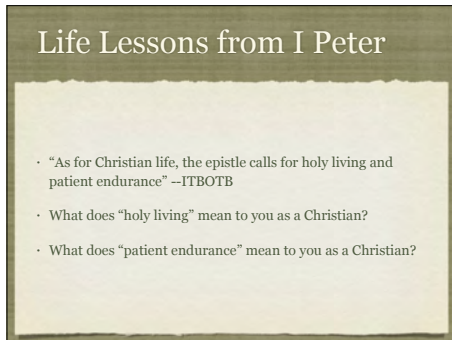 Life Lessons from I Peter
· “As for Christian life, the epistle calls for holy living and
patient endurance” --ITBOTB
· What does “holy living” mean to you as a Christian?
· What does “patient endurance” mean to you as a Christian?